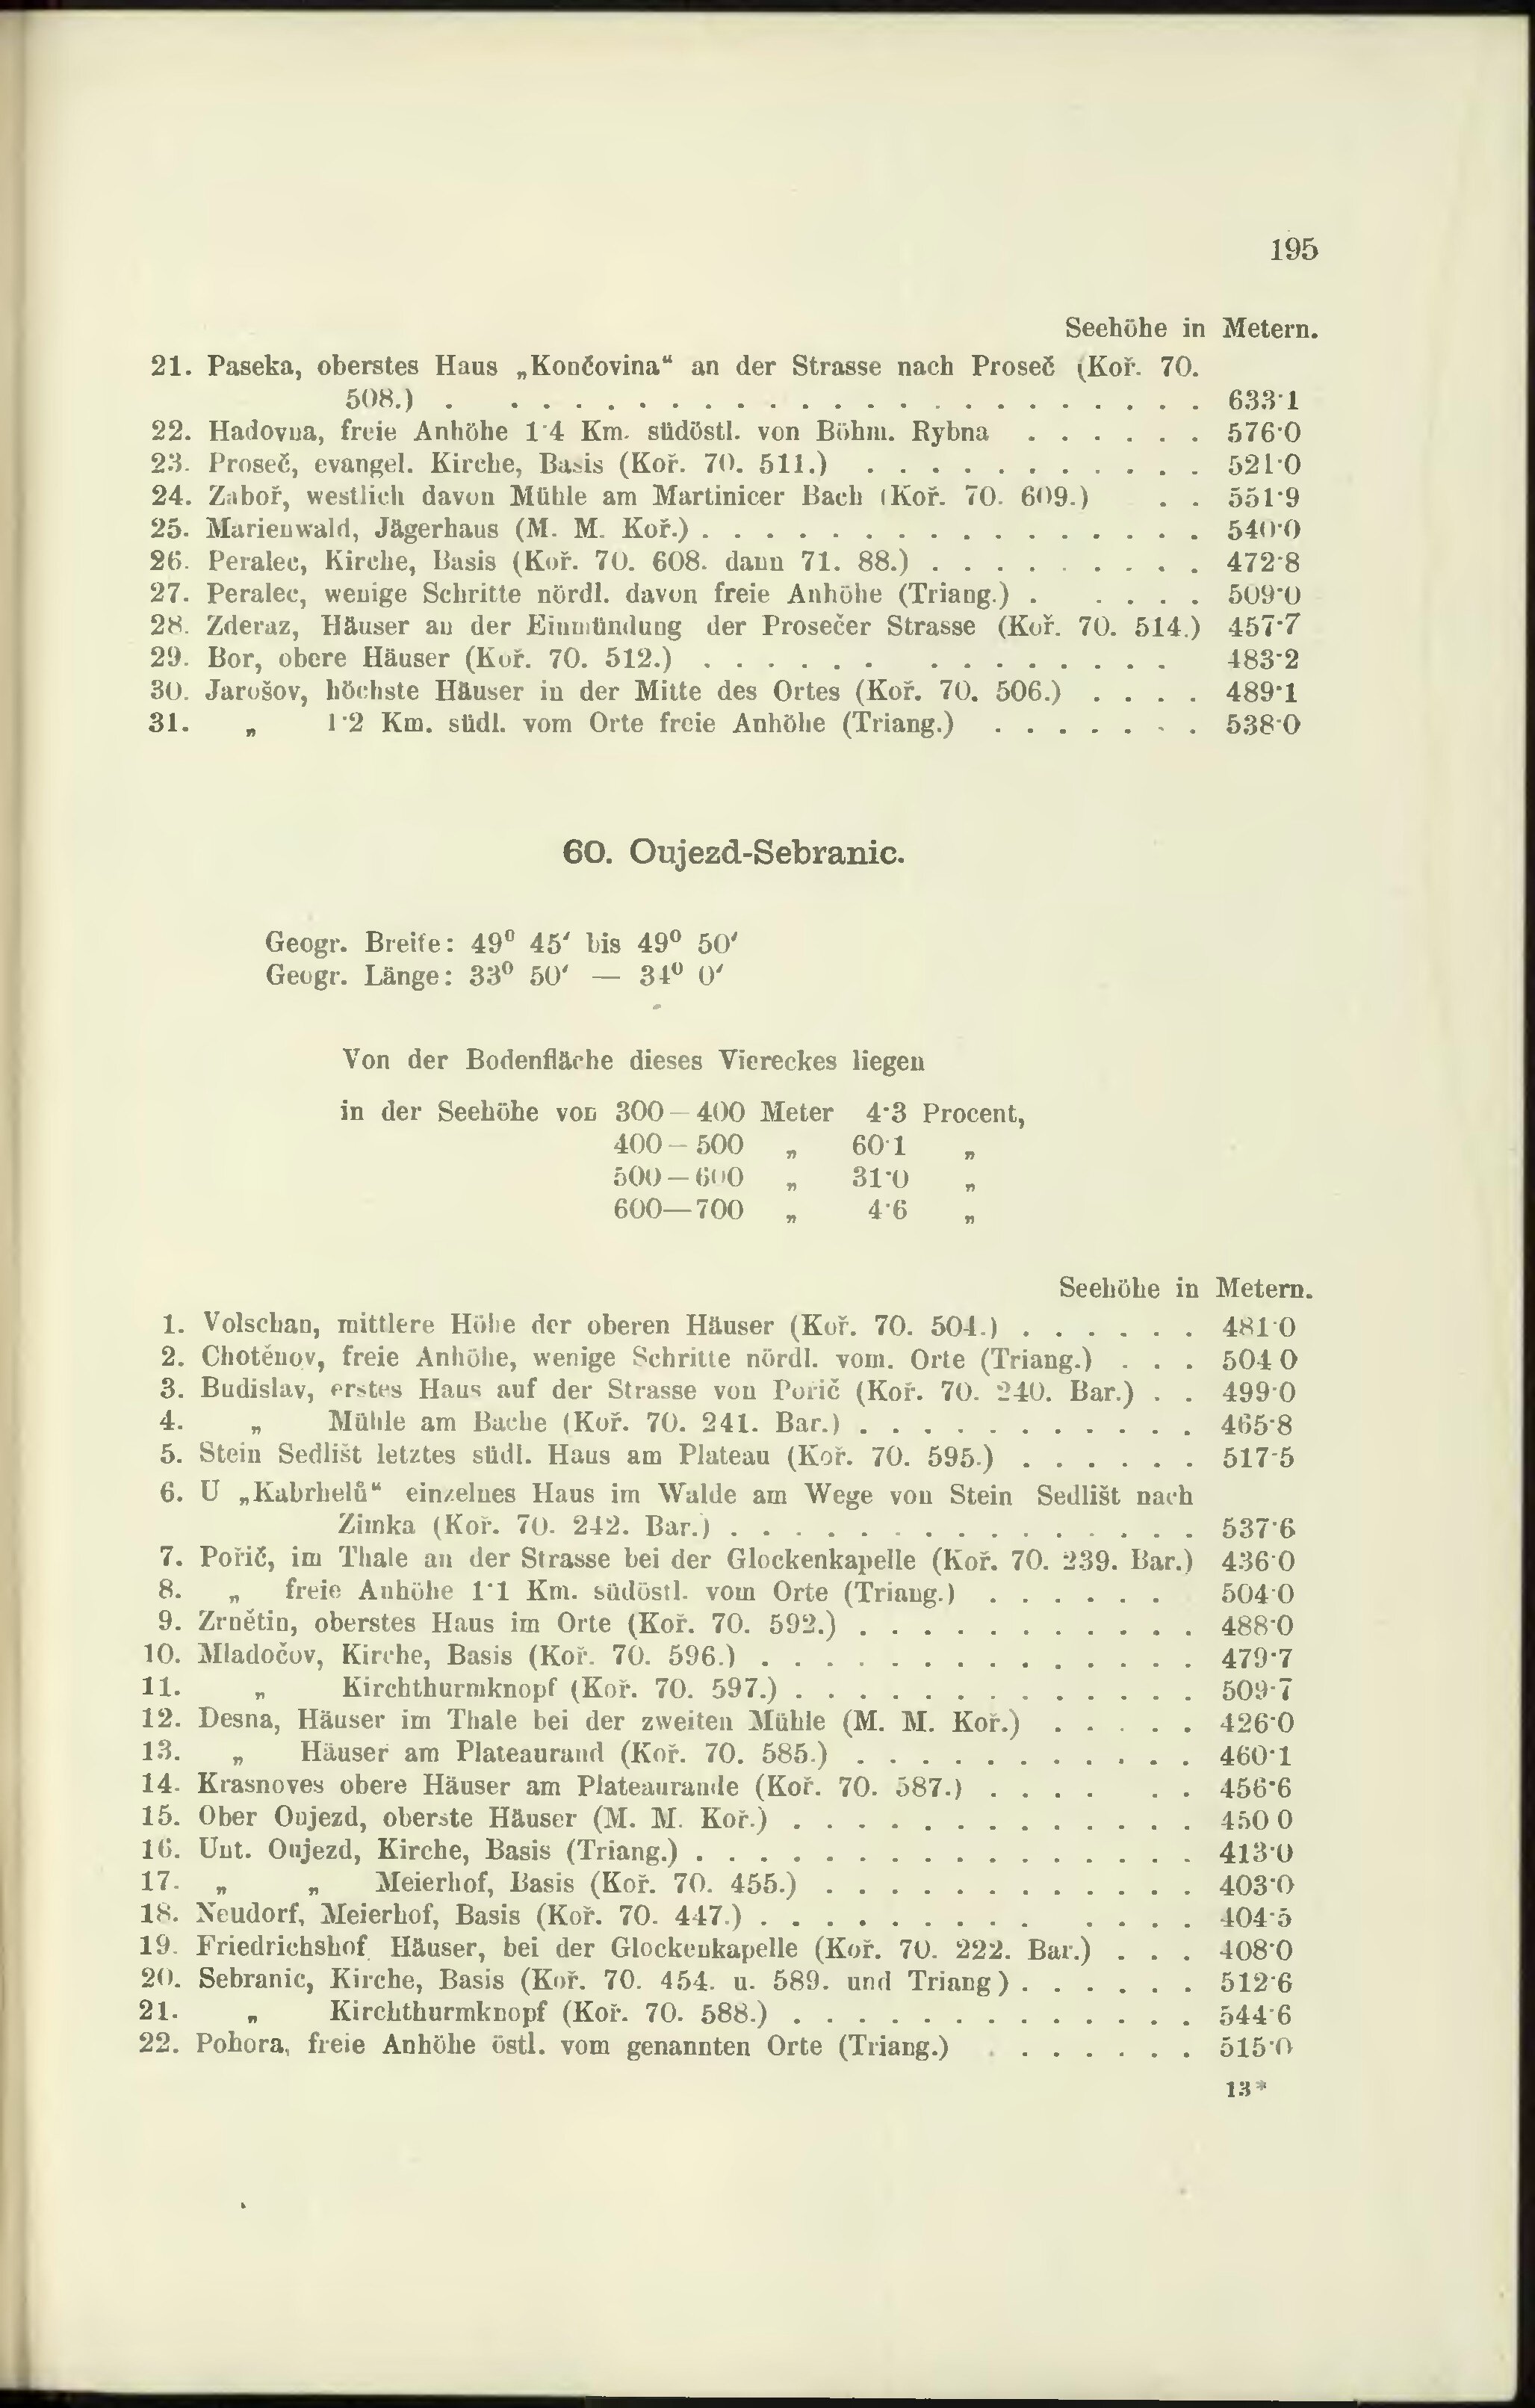 195
Seehöhe in Metern.
21. Paseka, oberstes Haus „Končovina“ an der Strasse nach Proseč (Koř. 70.
508.) . . . . . . . . . . . . . . . . . . . . . . . . 633·1
22. Hadovna, freie Anhöhe 1·4 Km. südöstl. von Böhm. Rybna . . . . . . 576·0
23. Proseč, evangel. Kirche, Basis (Koř. 70. 511.) . . . . . . . . . . . 521·0
24. Zaboř, westlich davon Mühle am Martinicer Bach (Koř. 70. 609.) . . 551·9
25. Marienwald, Jägerhaus (M. M. Koř.) . . . . . . . . . . . . . . . . 540·0
26. Peralec, Kirche, Basis (Koř. 70. 608. dann 71. 88.) . . . . . . . . . 472·8
27. Peralec, wenige Schritte nördl. davon freie Anhöhe (Triang.) . . . . . 509·0
28. Zderaz, Häuser an der Einmündung der Prosečer Strasse (Koř. 70. 514.) 457·7
29. Bor, obere Häuser (Koř. 70. 512.) . . . . . . . . . . . . . . 483·2
30. Jarošov, höchste Häuser in der Mitte des Ortes (Koř. 70. 506.) . . . . 489·1
31. „ 1·2 Km. südl. vom Orte freie Anhöhe (Triang.) . . . . . . . 538·0
60. Oujezd-Sebranic.
Geogr. Breite: 49⁰ 45′ bis 49⁰ 50′
Geogr. Länge: 33⁰ 50′ — 34⁰ 0′
Von der Bodenfläche dieses Viereckes liegen
in der Seehöhe von 300—400 Meter 4·3 Procent,
400—500 „ 60·1 „
500—600 „ 31·0 „
600—700 „ 4·6 „
Seehöhe in Metern.
1. Volschan, mittlere Höhe der oberen Häuser (Koř. 70. 504.) . . . . . . 481·0
2. Chotěnov, freie Anhöhe, wenige Schritte nördl. vom. Orte (Triang.) . . . 504·0
3. Budislav, erstes Haus auf der Strasse von Pořič (Koř. 70. 240. Bar.) . . 499·0
4. „ Mühle am Bache (Koř. 70. 241. Bar.) . . . . . . . . . . . 465·8
5. Stein Sedlišt letztes südl. Haus am Plateau (Koř. 70. 595.) . . . . . . 517·5
6. U „Kabrhelů“ einzelnes Haus im Walde am Wege von Stein Sedlišt nach
Zimka (Koř. 70. 242. Bar.) . . . . . . . . . . . . . . . 537·6
7. Pořič, im Thale an der Strasse bei der Glockenkapelle (Koř. 70. 239. Bar.) 436·0
8. „ freie Anhöhe 1·1 Km. südöstl. vom Orte (Triang.) . . . . . . 504·0
9. Zrnětin, oberstes Haus im Orte (Koř. 70. 592.) . . . . . . . . . . . 488·0
10. Mladočov, Kirche, Basis (Koř. 70. 596.) . . . . . . . . . . . . . . 479·7
11. „ Kirchthurmknopf (Koř. 70. 597.) . . . . . . . . . . . . . 509·7
12. Desna, Häuser im Thale bei der zweiten Mühle (M. M. Koř.) . . . . . 426·0
13. „ Häuser am Plateaurand (Koř. 70. 585.) . . . . . . . . . . . 460·1
14. Krasnoves obere Häuser am Plateaurande (Koř. 70. 587.) . . . . . . 456·6
15. Ober Oujezd, oberste Häuser (M. M. Koř.) . . . . . . . . . . . . . 450·0
16. Unt. Oujezd, Kirche, Basis (Triang.) . . . . . . . . . . . . . . . . 413·0
17. „ „ Meierhof, Basis (Koř. 70. 455.) . . . . . . . . . . . . 403·0
18. Neudorf, Meierhof, Basis (Koř. 70. 447.) . . . . . . . . . . . . . 404·5
19. Friedrichshof Häuser, bei der Glockenkapelle (Koř. 70. 222. Bar.) . . . 408·0
20. Sebranic, Kirche, Basis (Koř. 70. 454. u. 589. und Triang) . . . . . . 512·6
21. „ Kirchthurmknopf (Koř. 70. 588.) . . . . . . . . . . . . . 544·6
22. Pohora, freie Anhöhe östl. vom genannten Orte (Triang.) . . . . . . . 515·0
13*